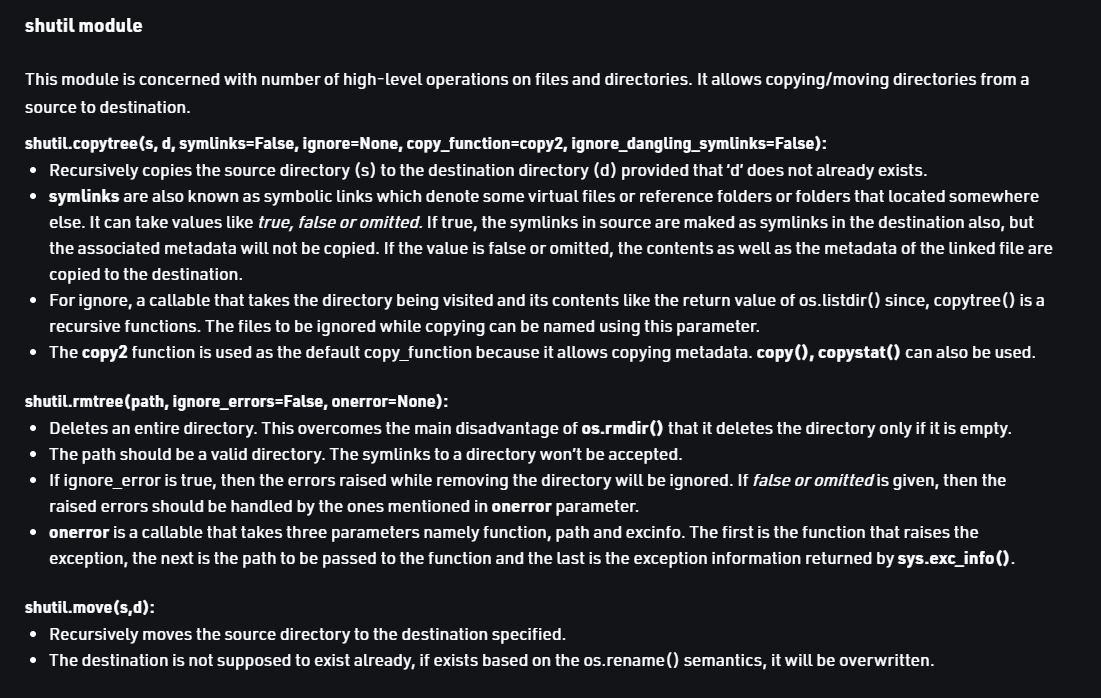 shutil module
This module is concerned with number of high-level operations on files and directories. It allows copying/moving directories from a
source to destination.
shutil.copytree(s, d, symlinks=False, ignore=None, copy_function=copy2, ignore_dangling_symlinks=False):
• Recursively copies the source directory (s) to the destination directory (d) provided that ‘d’ does not already exists.
• symlinks are also known as symbolic links which denote some virtual files or reference folders or folders that located somewhere
else. It can take values like true, false or omitted. If true, the symlinks in source are maked as symlinks in the destination also, but
the associated metadata will not be copied. If the value is false or omitted, the contents as well as the metadata of the linked file are
copied to the destination.
• For ignore, a callable that takes the directory being visited and its contents like the return value of os.listdir() since, copytree() is a
recursive functions. The files to be ignored while copying can be named using this parameter.
• The copy2 function is used as the default copy_function because it allows copying metadata. copy(), copystat() can also be used.
shutil.rmtree(path, ignore_errors=False, onerror=None):
• Deletes an entire directory. This overcomes the main disadvantage of os.rmdir() that it deletes the directory only if it is empty.
• The path should be a valid directory. The symlinks to a directory won’t be accepted.
• If ignore_error is true, then the errors raised while removing the directory will be ignored. If false or omitted is given, then the
raised errors should be handled by the ones mentioned in onerror parameter.
• onerror is a callable that takes three parameters namely function, path and excinfo. The first is the function that raises the
exception, the next is the path to be passed to the function and the last is the exception information returned by sys.exc_info().
shutil.move(s,d):
• Recursively moves the source directory to the destination specified.
• The destination is not supposed to exist already, if exists based on the os.rename() semantics, it will be overwritten.